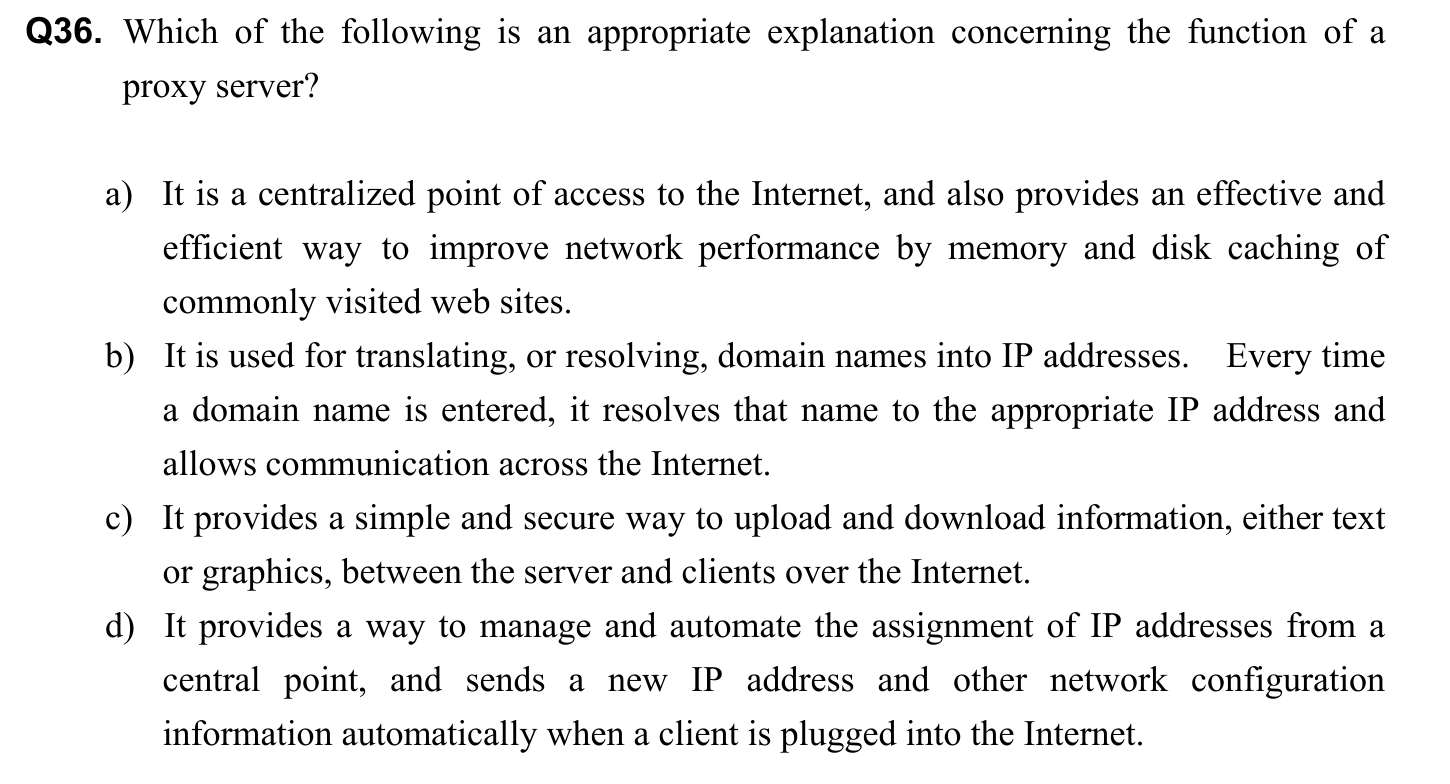 Q36. Which of the following is an appropriate explanation concerning the function of a
proxy server?
a) It is a centralized point of access to the Internet, and also provides an effective and
efficient way to improve network performance by memory and disk caching of
commonly visited web sites.
b) It is used for translating, or resolving, domain names into IP addresses. Every time
a domain name is entered, it resolves that name to the appropriate IP address and
allows communication across the Internet.
c) It provides a simple and secure way to upload and download information, either text
or graphics, between the server and clients over the Internet.
d) It provides a way to manage and automate the assignment of IP addresses from a
central point, and sends a new IP address and other network configuration
information automatically when a client is plugged into the Internet.